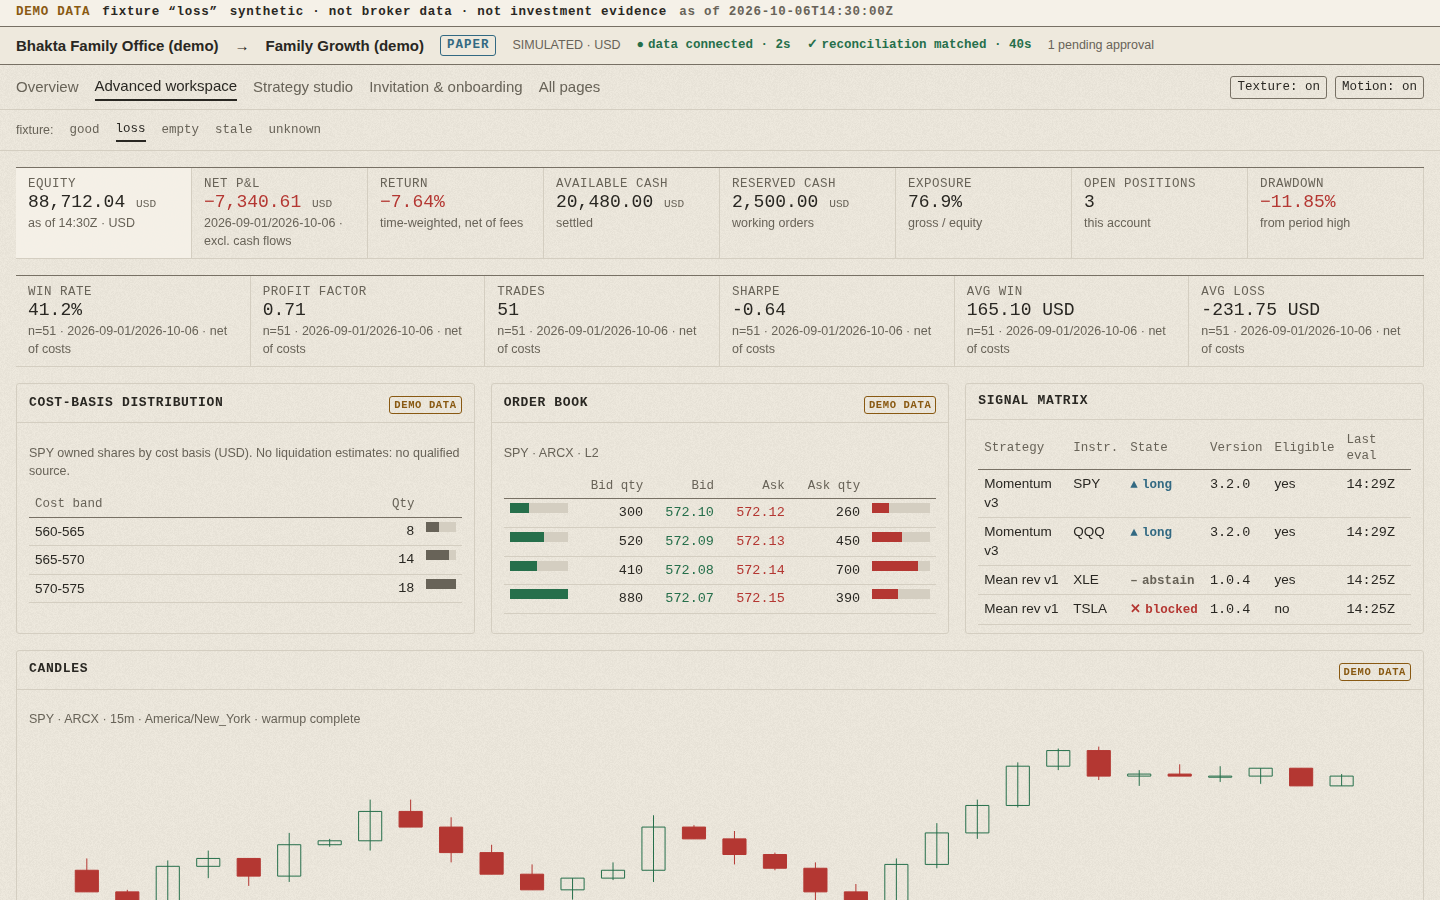 DEMO DATA fixture “loss” synthetic · not broker data · not investment evidence as of 2026-10-06T14:30:00Z
Bhakta Family Office (demo) → Family Growth (demo) PAPER SIMULATED · USD ● data connected · 2s ✓ reconciliation matched · 40s 1 pending approval
Overview Advanced workspace Strategy studio Invitation & onboarding All pages Texture: on Motion: on
fixture: good loss empty stale unknown
EQUITY NET P&L RETURN AVAILABLE CASH RESERVED CASH EXPOSURE OPEN POSITIONS DRAWDOWN
88,712.04 USD −7,340.61 USD −7.64% 20,480.00 USD 2,500.00 USD 76.9% 3 −11.85%
as of 14:30Z · USD 2026-09-01/2026-10-06 · time-weighted, net of fees settled working orders gross / equity this account from period high
excl. cash flows
WIN RATE PROFIT FACTOR TRADES SHARPE AVG WIN AVG LOSS
41.2% 0.71 51 -0.64 165.10 USD -231.75 USD
n=51 · 2026-09-01/2026-10-06 · net n=51 · 2026-09-01/2026-10-06 · net n=51 · 2026-09-01/2026-10-06 · net n=51 · 2026-09-01/2026-10-06 · net n=51 · 2026-09-01/2026-10-06 · net n=51 · 2026-09-01/2026-10-06 · net
of costs of costs of costs of costs of costs of costs
COST-BASIS DISTRIBUTION DEMO DATA
SPY owned shares by cost basis (USD). No liquidation estimates: no qualified
source.
Cost band Qty
560-565 8
565-570 14
570-575 18
ORDER BOOK DEMO DATA
SPY · ARCX · L2
Bid qty Bid Ask Ask qty
300 572.10 572.12 260
520 572.09 572.13 450
410 572.08 572.14 700
880 572.07 572.15 390
SIGNAL MATRIX
Strategy Instr. State Version Eligible Last
eval
Momentum SPY ▲ long 3.2.0 yes 14:29Z
v3
Momentum QQQ ▲ long 3.2.0 yes 14:29Z
v3
Mean rev v1 XLE – abstain 1.0.4 yes 14:25Z
Mean rev v1 TSLA ✕ blocked 1.0.4 no 14:25Z
CANDLES DEMO DATA
SPY · ARCX · 15m · America/New_York · warmup complete